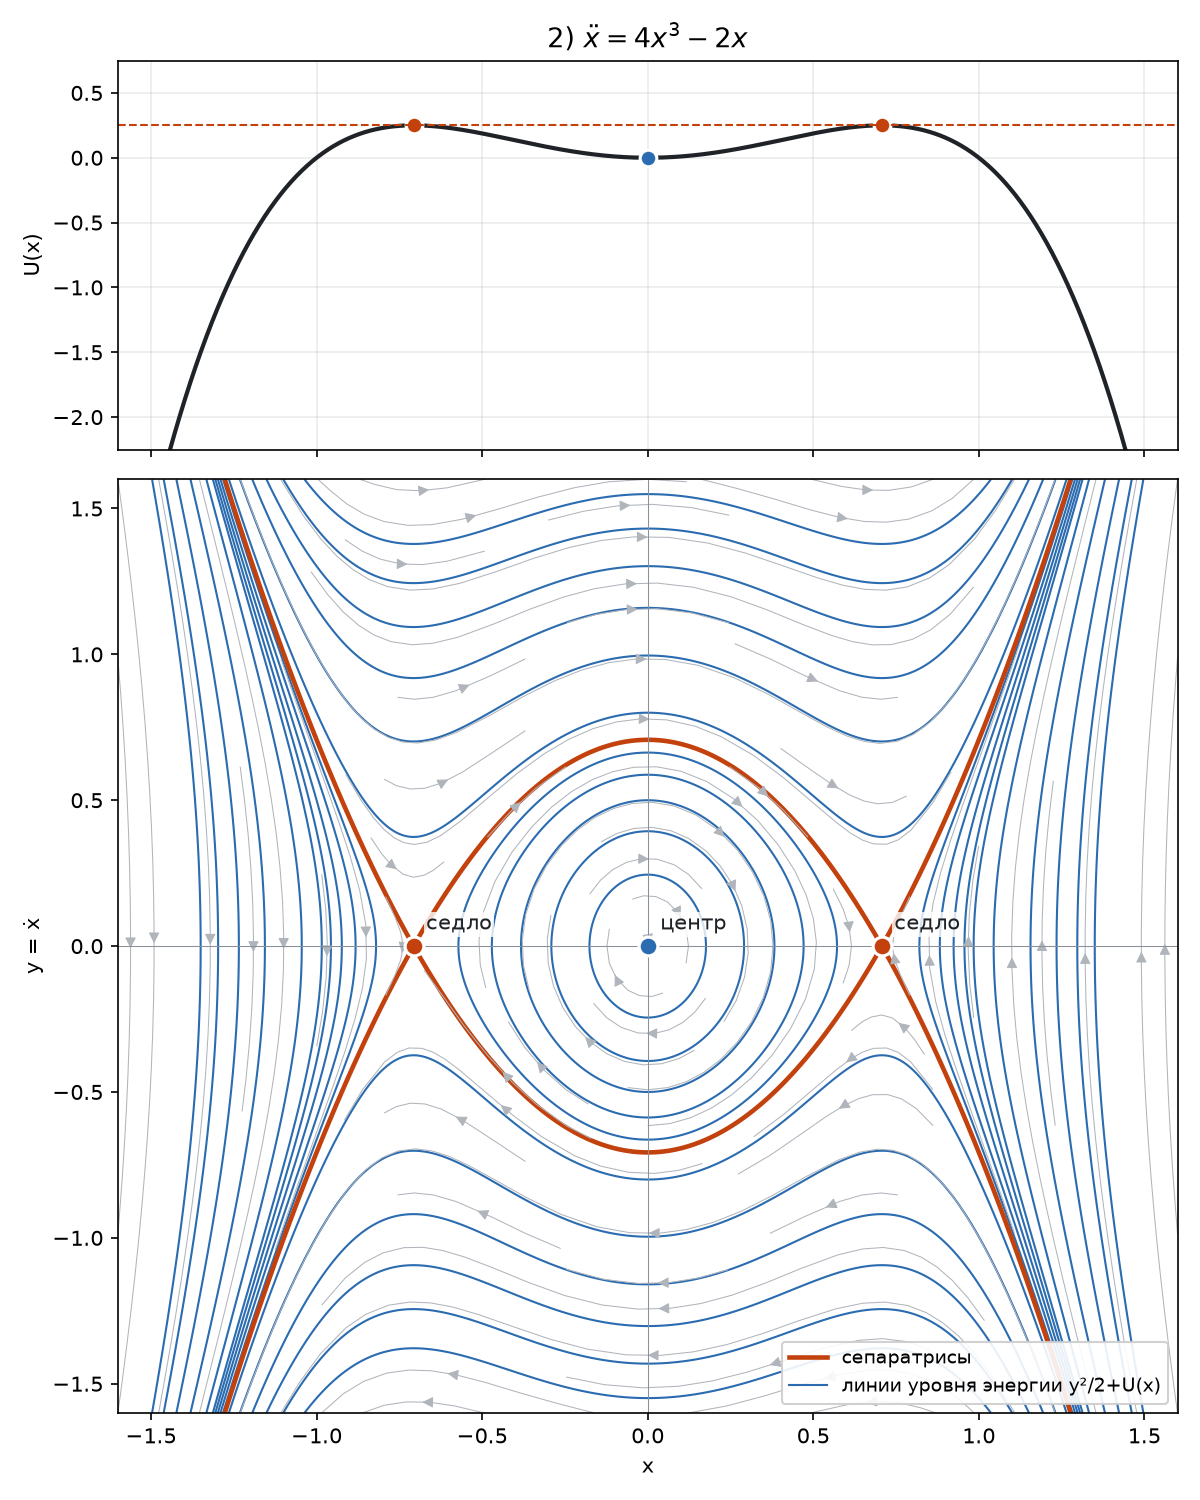 2) ẍ = 4x³ − 2x
0.5
0.0
−0.5
−1.0
−1.5
−2.0
U(x)
1.5
1.0
0.5
0.0
−0.5
−1.0
−1.5
y = ẋ
седло
центр
седло
сепаратрисы
линии уровня энергии y²/2+U(x)
−1.5 −1.0 −0.5 0.0 0.5 1.0 1.5
x